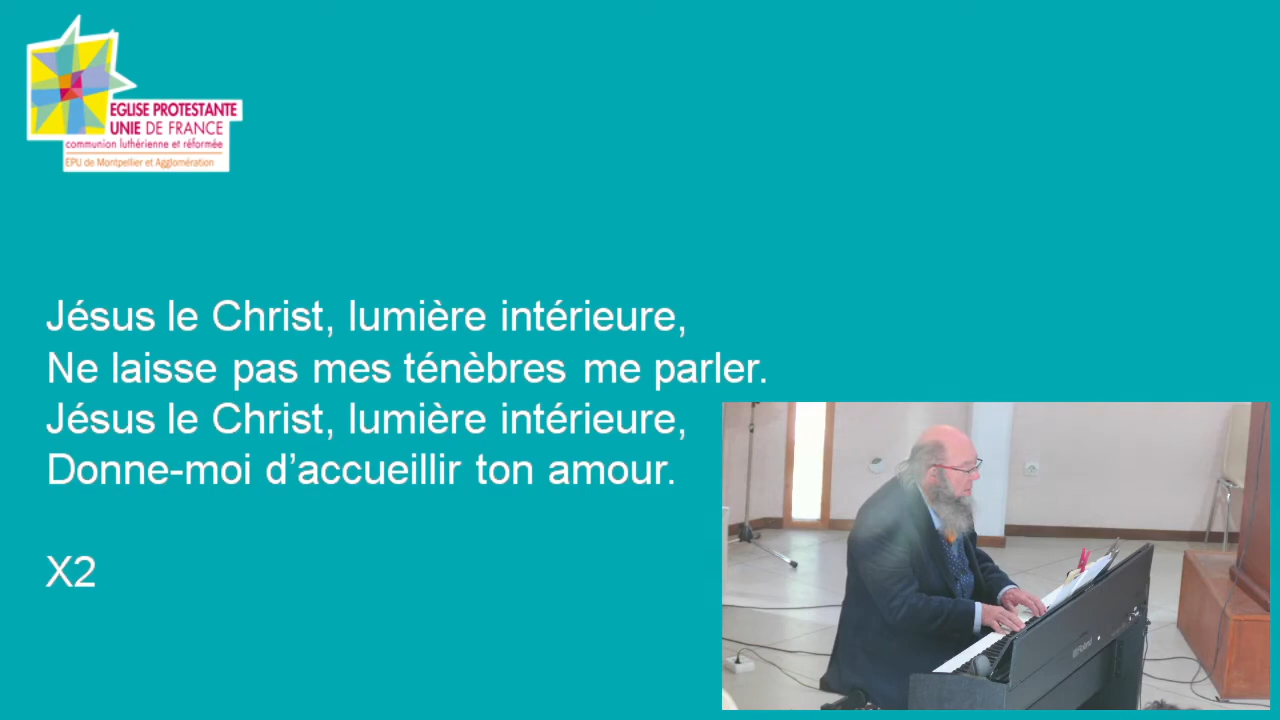 EGLISE PROTESTANTE
UNIE DE FRANCE
communion luthérienne et réformée
EPU de Montpellier et Agglomération
Jésus le Christ, lumière intérieure,
Ne laisse pas mes ténèbres me parler.
Jésus le Christ, lumière intérieure,
Donne-moi d’accueillir ton amour.
X2
Roland